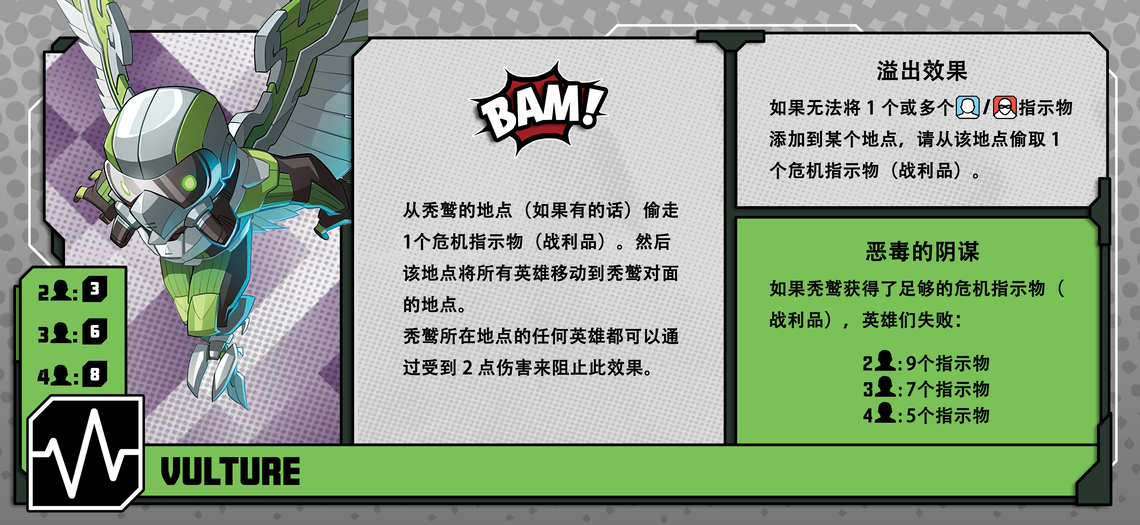 2: 3
3: 6
4: 8
VULTURE
BAM!
从秃鹫的地点（如果有的话）偷走
1个危机指示物（战利品）。然后
该地点将所有英雄移动到秃鹫对面
的地点。
秃鹫所在地点的任何英雄都可以通
过受到 2 点伤害来阻止此效果。
溢出效果
如果无法将 1 个或多个/指示物
添加到某个地点，请从该地点偷取 1
个危机指示物（战利品）。
恶毒的阴谋
如果秃鹫获得了足够的危机指示物（
战利品），英雄们失败：
2:9个指示物
3:7个指示物
4:5个指示物